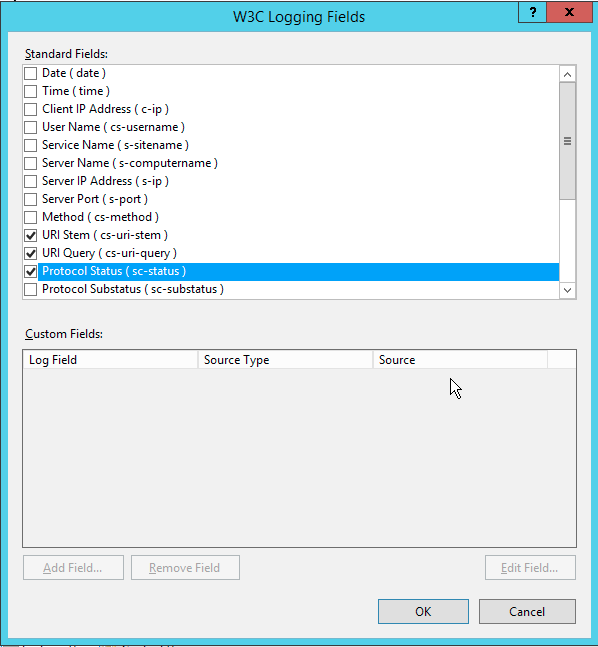 W3C Logging Fields
?
x
Standard Fields:
Date ( date )
Time ( time )
Client IP Address ( c-ip )
User Name ( cs-username )
Service Name ( s-sitename )
Server Name ( s-computername )
Server IP Address ( s-ip )
Server Port ( s-port )
Method ( cs-method )
URI Stem ( cs-uri-stem )
URI Query ( cs-uri-query )
Protocol Status ( sc-status )
Protocol Substatus ( sc-substatus )
Custom Fields:
Log Field Source Type Source
Add Field... Remove Field Edit Field...
OK Cancel